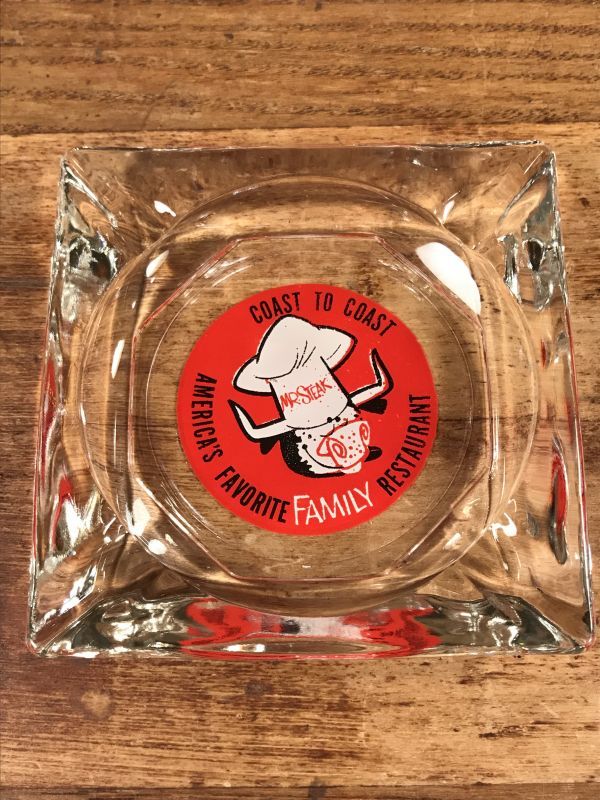 COAST TO COAST
MR. STEAK
AMERICA'S FAVORITE FAMILY RESTAURANT